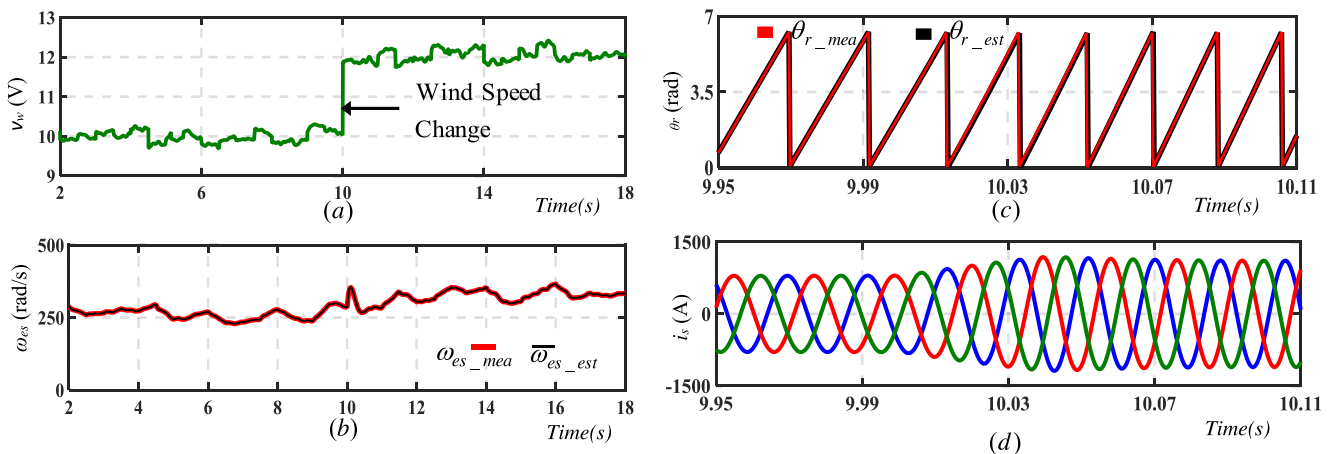 13
12
11
10
9
v_w (V)
Wind Speed
Change
2 6 10 14 18
(a) Time(s)
500
250
0
ω_es (rad/s)
ω_es_mea ω_es_est
2 4 6 8 10 12 14 16 18
(b) Time(s)
7
3.5
0
θr (rad)
θ_r_mea θ_r_est
9.95 9.99 10.03 10.07 10.11
(c) Time(s)
1500
0
-1500
i_s (A)
9.95 9.99 10.03 10.07 10.11
(d) Time(s)